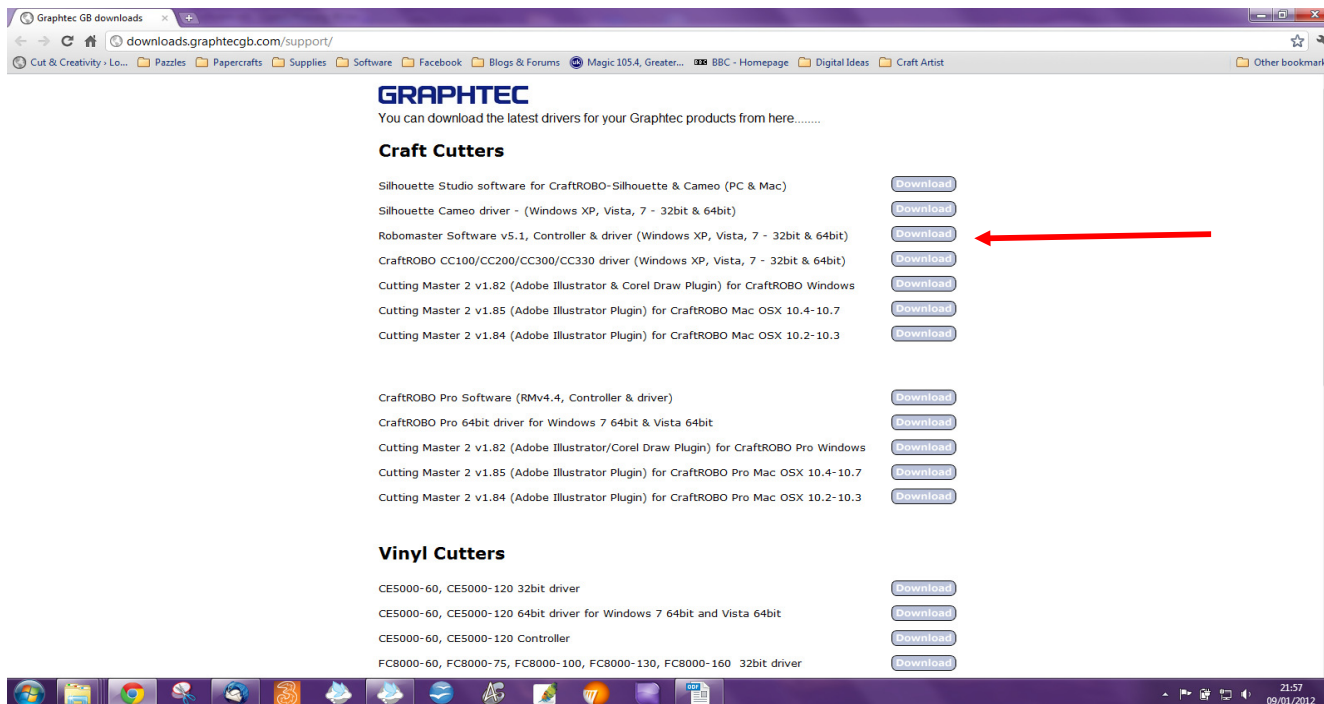 Graphtec GB downloads
downloads.graphtecgb.com/support/
Cut & Creativity › Lo... Pazzles Papercrafts Supplies Software Facebook Blogs & Forums Magic 105.4, Greater... BBC - Homepage Digital Ideas Craft Artist Other bookmark
GRAPHTEC
You can download the latest drivers for your Graphtec products from here........
Craft Cutters
Silhouette Studio software for CraftROBO-Silhouette & Cameo (PC & Mac) Download
Silhouette Cameo driver - (Windows XP, Vista, 7 - 32bit & 64bit) Download
Robomaster Software v5.1, Controller & driver (Windows XP, Vista, 7 - 32bit & 64bit) Download
CraftROBO CC100/CC200/CC300/CC330 driver (Windows XP, Vista, 7 - 32bit & 64bit) Download
Cutting Master 2 v1.82 (Adobe Illustrator & Corel Draw Plugin) for CraftROBO Windows Download
Cutting Master 2 v1.85 (Adobe Illustrator Plugin) for CraftROBO Mac OSX 10.4-10.7 Download
Cutting Master 2 v1.84 (Adobe Illustrator Plugin) for CraftROBO Mac OSX 10.2-10.3 Download
CraftROBO Pro Software (RMv4.4, Controller & driver) Download
CraftROBO Pro 64bit driver for Windows 7 64bit & Vista 64bit Download
Cutting Master 2 v1.82 (Adobe Illustrator/Corel Draw Plugin) for CraftROBO Pro Windows Download
Cutting Master 2 v1.85 (Adobe Illustrator Plugin) for CraftROBO Pro Mac OSX 10.4-10.7 Download
Cutting Master 2 v1.84 (Adobe Illustrator Plugin) for CraftROBO Pro Mac OSX 10.2-10.3 Download
Vinyl Cutters
CE5000-60, CE5000-120 32bit driver Download
CE5000-60, CE5000-120 64bit driver for Windows 7 64bit and Vista 64bit Download
CE5000-60, CE5000-120 Controller Download
FC8000-60, FC8000-75, FC8000-100, FC8000-130, FC8000-160 32bit driver Download
21:57
09/01/2012